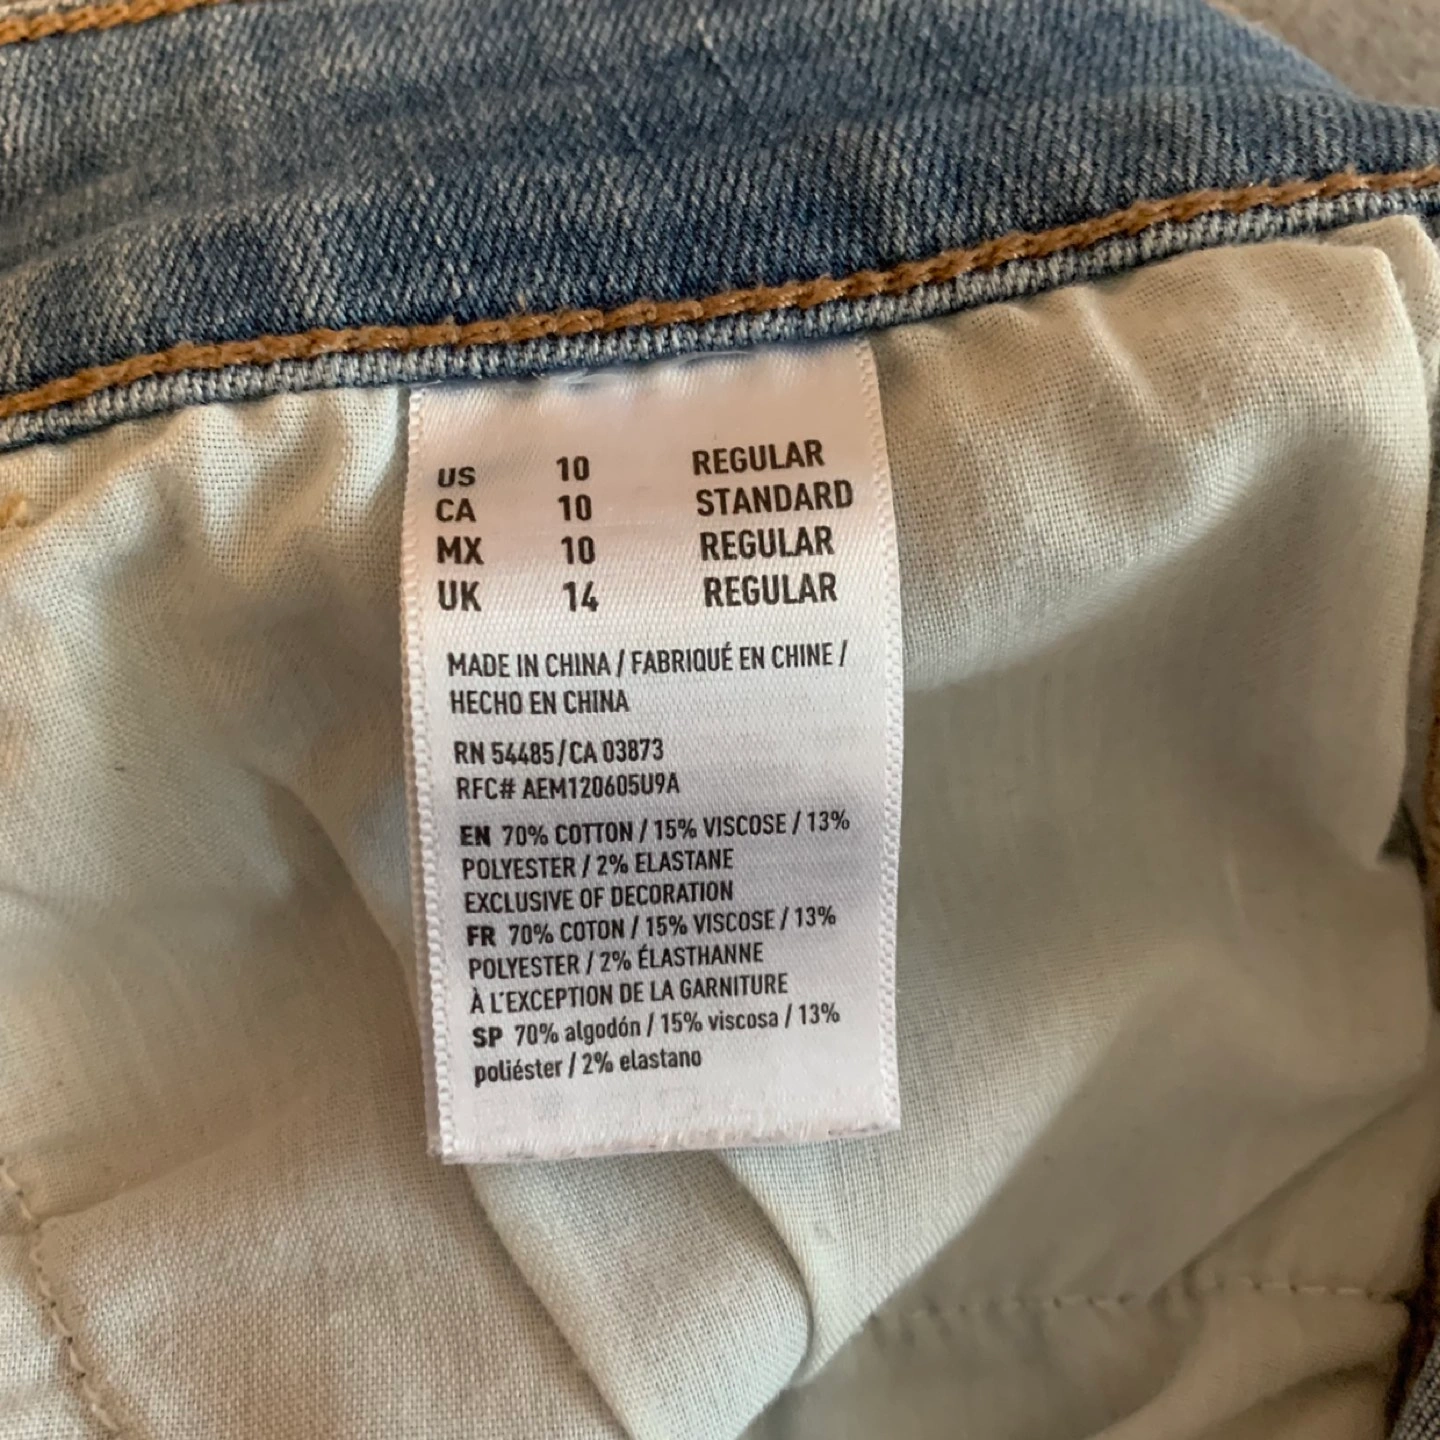 US 10 REGULAR
CA 10 STANDARD
MX 10 REGULAR
UK 14 REGULAR
MADE IN CHINA / FABRIQUÉ EN CHINE /
HECHO EN CHINA
RN 54485/CA 03873
RFC# AEM120605U9A
EN 70% COTTON / 15% VISCOSE / 13%
POLYESTER / 2% ELASTANE
EXCLUSIVE OF DECORATION
FR 70% COTON / 15% VISCOSE / 13%
POLYESTER / 2% ÉLASTHANNE
À L'EXCEPTION DE LA GARNITURE
SP 70% algodón / 15% viscosa / 13%
poliéster / 2% elastano